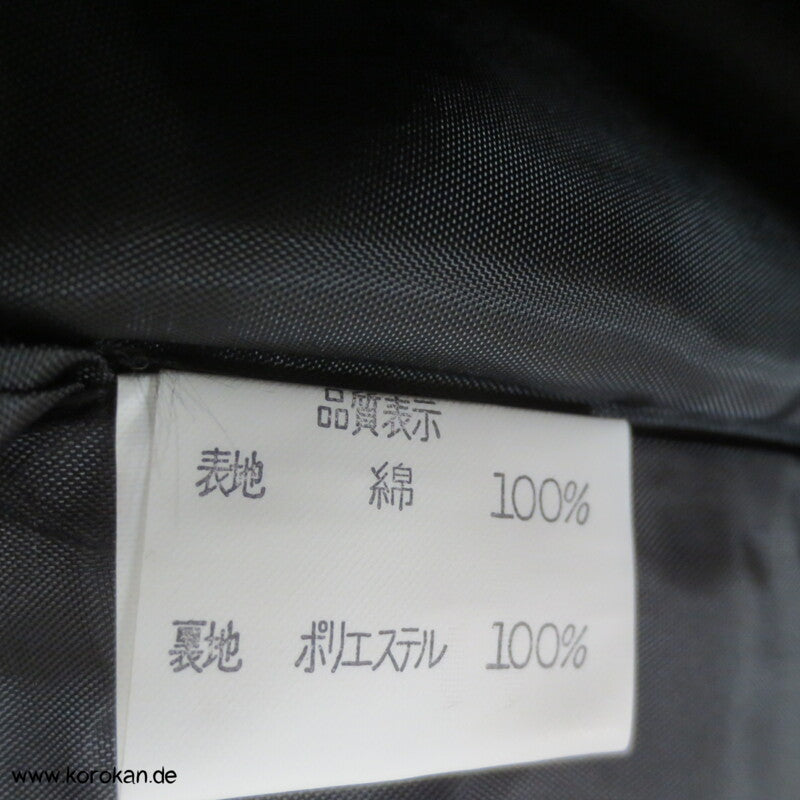 品質表示
表地 綿 100%
裏地 ポリエステル 100%
www.korokan.de